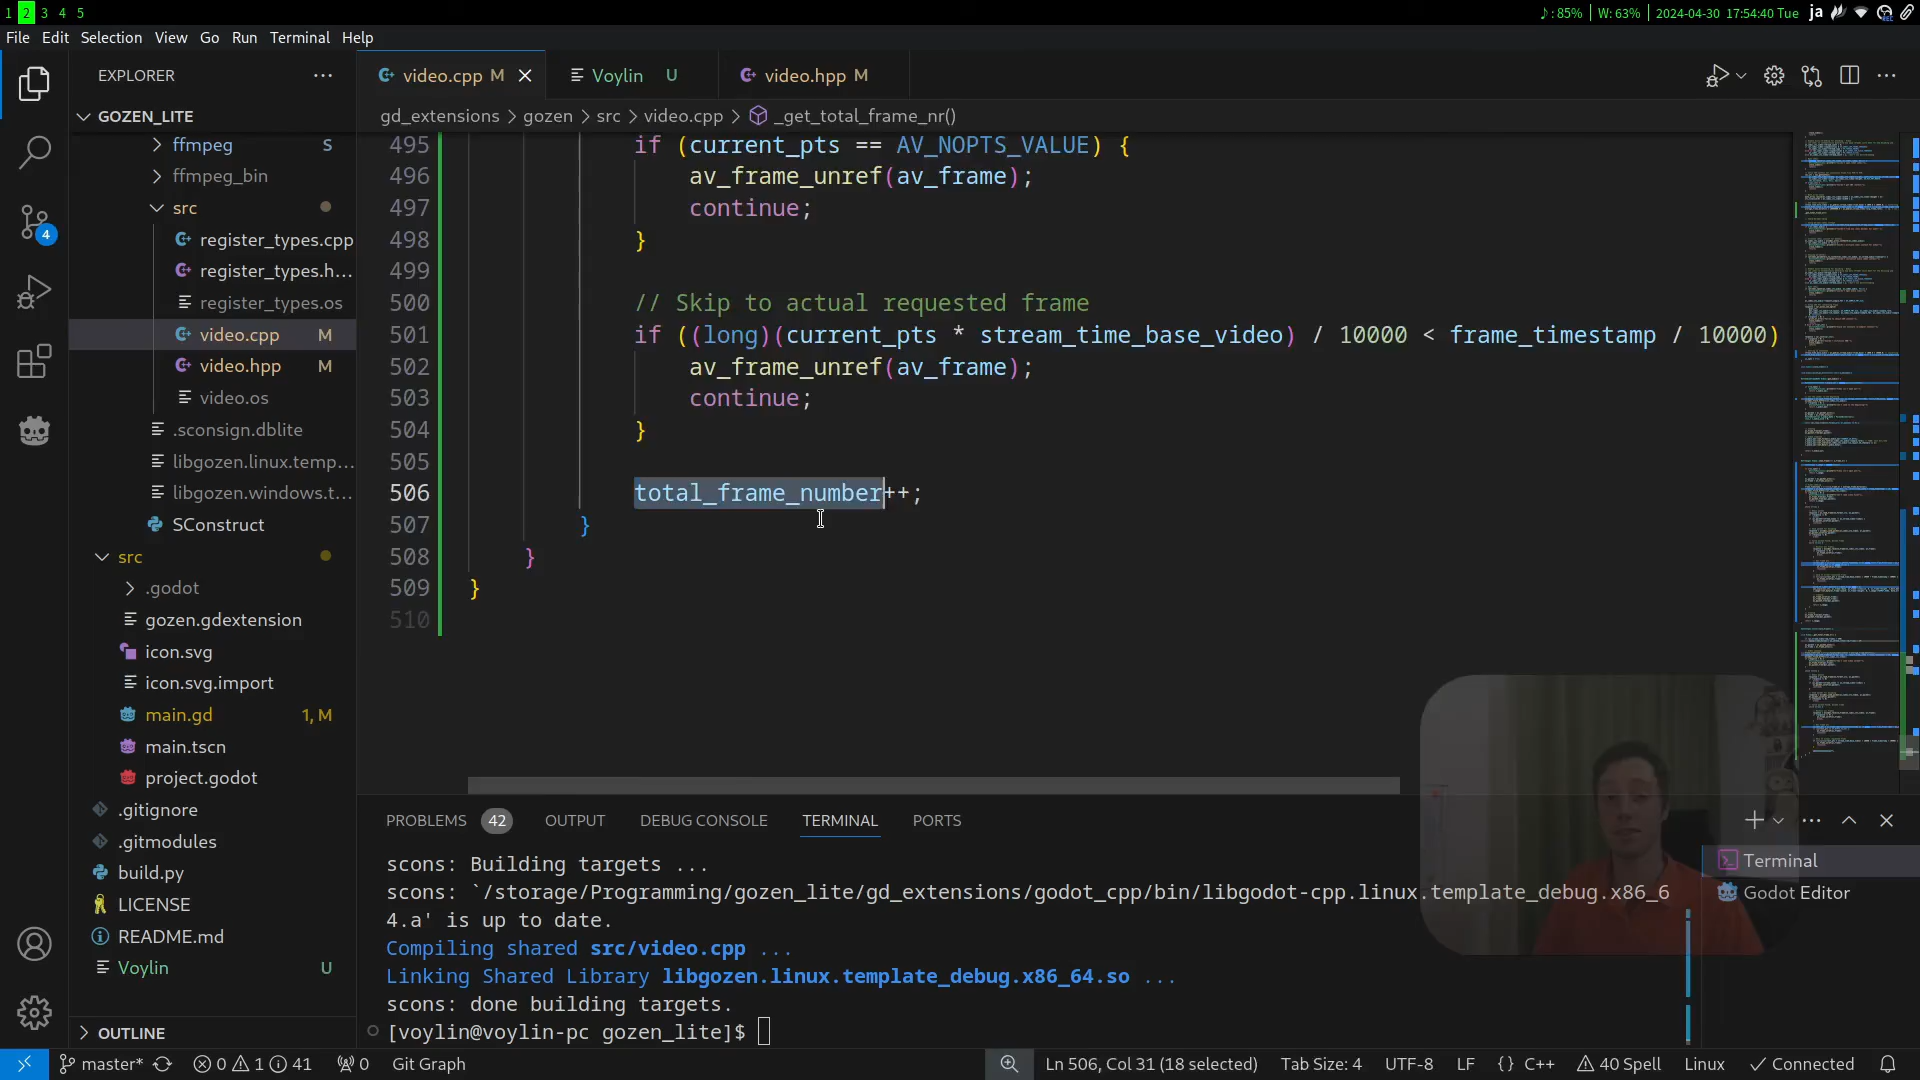 1 2 3 4 5
♪: 85% W: 63% 2024-04-30 17:54:40 Tue ja
File Edit Selection View Go Run Terminal Help
EXPLORER
video.cpp M
Voylin U
video.hpp M
GOZEN_LITE
gd_extensions > gozen > src > video.cpp > _get_total_frame_nr()
ffmpeg S
ffmpeg_bin
src
register_types.cpp
register_types.h...
register_types.os
video.cpp M
video.hpp M
video.os
.sconsign.dblite
libgozen.linux.temp...
libgozen.windows.t...
SConstruct
src
.godot
gozen.gdextension
icon.svg
icon.svg.import
main.gd 1, M
main.tscn
project.godot
.gitignore
.gitmodules
build.py
LICENSE
README.md
Voylin U
OUTLINE
4
495 if (current_pts == AV_NOPTS_VALUE) {
496 av_frame_unref(av_frame);
497 continue;
498 }
499
500 // Skip to actual requested frame
501 if ((long)(current_pts * stream_time_base_video) / 10000 < frame_timestamp / 10000)
502 av_frame_unref(av_frame);
503 continue;
504 }
505
506 total_frame_number++;
507 }
508 }
509 }
510
PROBLEMS 42 OUTPUT DEBUG CONSOLE TERMINAL PORTS
scons: Building targets ...
scons: `/storage/Programming/gozen_lite/gd_extensions/godot_cpp/bin/libgodot-cpp.linux.template_debug.x86_6
4.a' is up to date.
Compiling shared src/video.cpp ...
Linking Shared Library libgozen.linux.template_debug.x86_64.so ...
scons: done building targets.
[voylin@voylin-pc gozen_lite]$
Terminal
Godot Editor
master* 0 1 41 0 Git Graph Ln 506, Col 31 (18 selected) Tab Size: 4 UTF-8 LF {} C++ 40 Spell Linux Connected